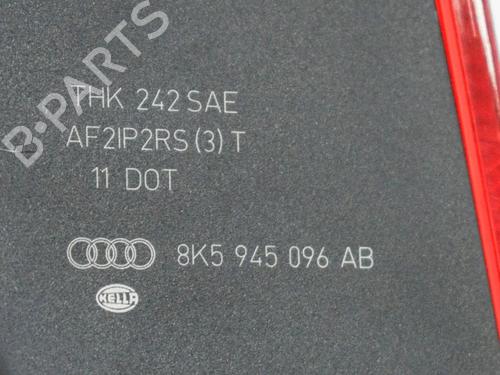 THK 242 SAE
AF2IP2RS(3) T
11 DOT
8K5 945 096 AB
HELLA
B-PARTS